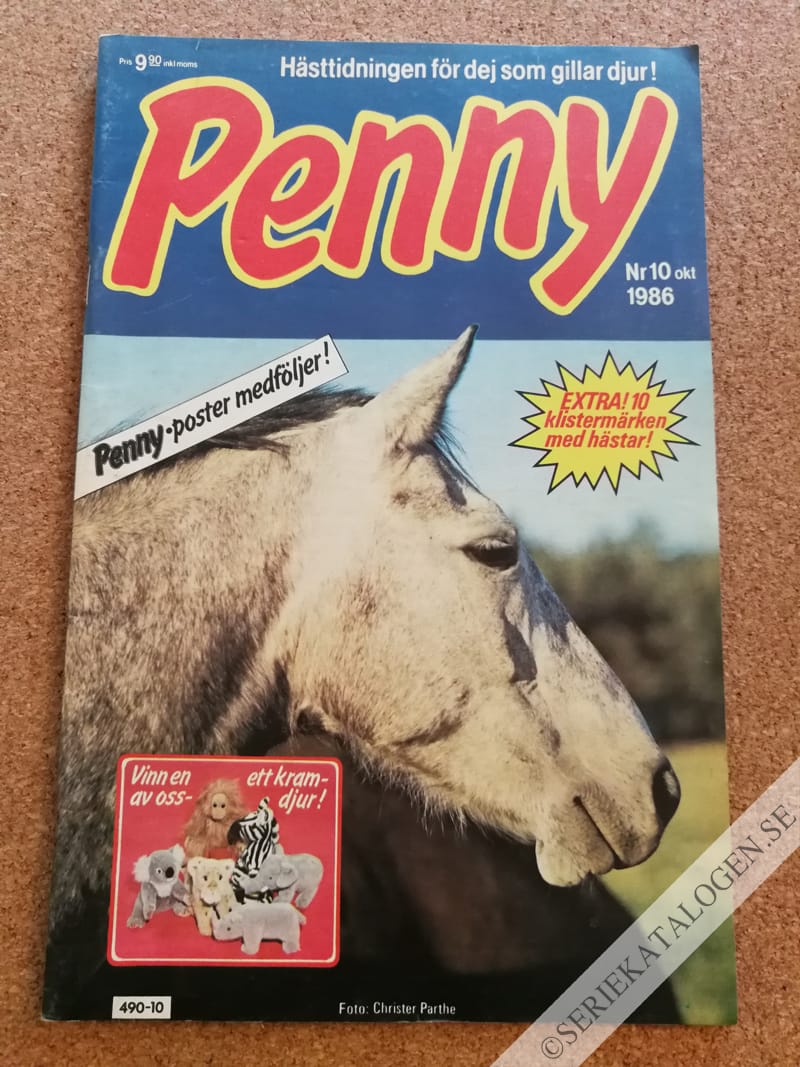 Pris 9 90 inkl moms
Hästtidningen för dej som gillar djur!
Penny
Nr 10 okt
1986
Penny-poster medföljer!
EXTRA! 10
klistermärken
med hästar!
Vinn en
av oss-
ett kram-
djur!
490-10
Foto: Christer Parthe
©SERIEKATALOGEN.SE